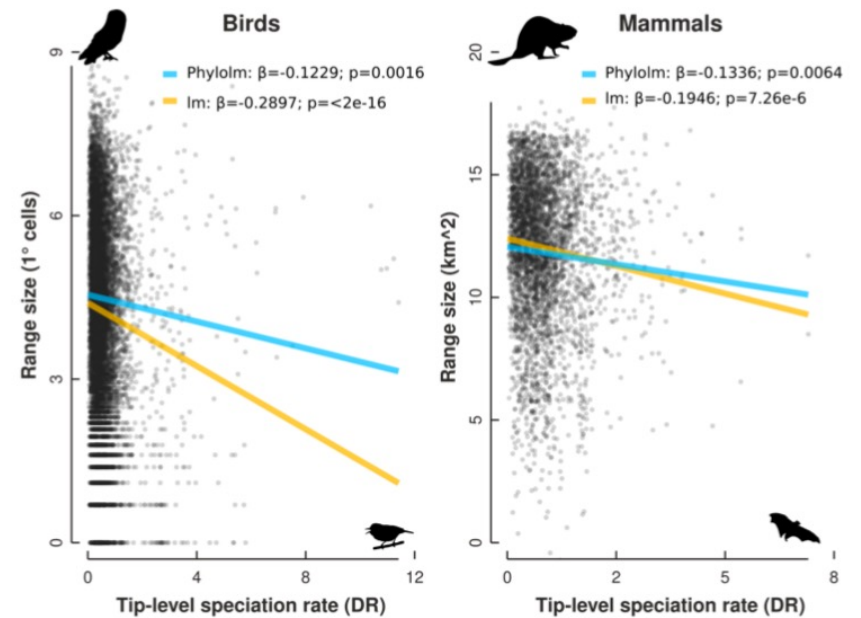 Birds
Phylolm: β=-0.1229; p=0.0016
lm: β=-0.2897; p=<2e-16
Range size (1° cells)
9
6
3
0
0 4 8 12
Tip-level speciation rate (DR)
Mammals
Phylolm: β=-0.1336; p=0.0064
lm: β=-0.1946; p=7.26e-6
Range size (km^2)
20
15
10
5
0
0 2 5 8
Tip-level speciation rate (DR)